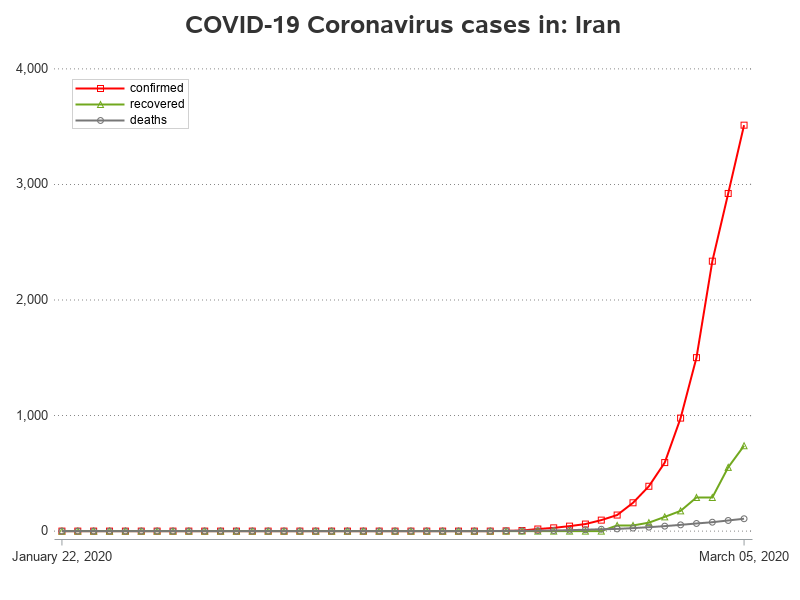 COVID-19 Coronavirus cases in: Iran
4,000
confirmed
recovered
deaths
3,000
2,000
1,000
0
January 22, 2020
March 05, 2020